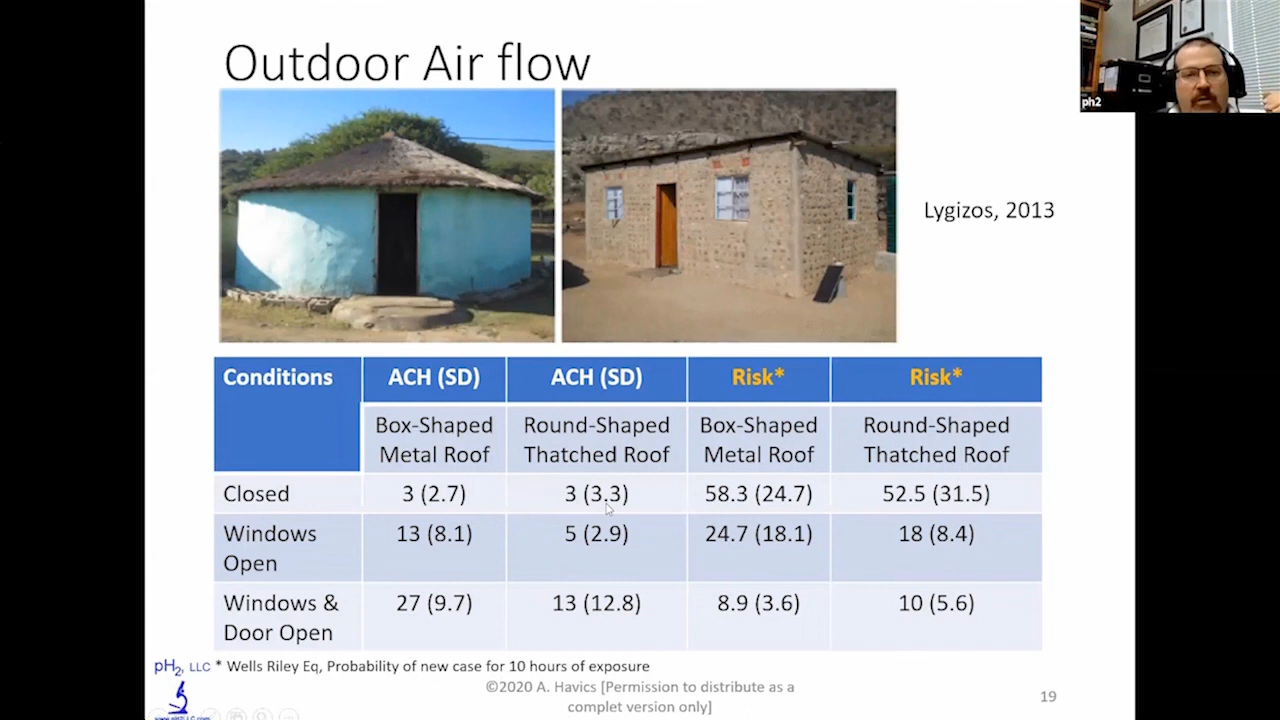 Outdoor Air flow
ph2
Lygizos, 2013
Conditions ACH (SD) ACH (SD) Risk* Risk*
Box-Shaped Round-Shaped Box-Shaped Round-Shaped
Metal Roof Thatched Roof Metal Roof Thatched Roof
Closed 3 (2.7) 3 (3.3) 58.3 (24.7) 52.5 (31.5)
Windows 13 (8.1) 5 (2.9) 24.7 (18.1) 18 (8.4)
Open
Windows & 27 (9.7) 13 (12.8) 8.9 (3.6) 10 (5.6)
Door Open
pH2, LLC * Wells Riley Eq, Probability of new case for 10 hours of exposure
©2020 A. Havics [Permission to distribute as a
complet version only]
19